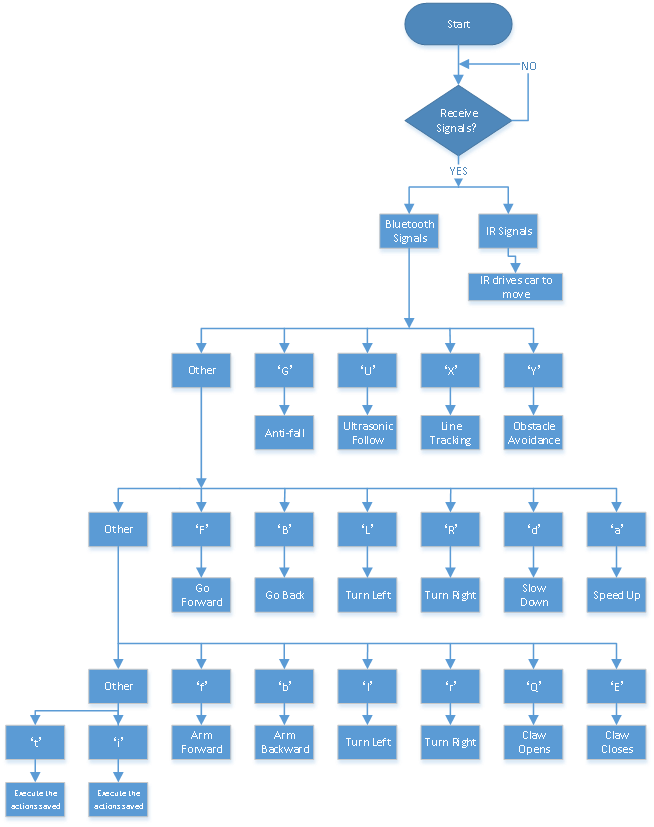 Start
NO
Receive
Signals?
YES
Bluetooth
Signals
IR Signals
IR drives car to
move
Other
‘G’
‘U’
‘X’
‘Y’
Anti-fall
Ultrasonic
Follow
Line
Tracking
Obstacle
Avoidance
Other
‘F’
‘B’
‘L’
‘R’
‘d’
‘a’
Go
Forward
Go Back
Turn Left
Turn Right
Slow
Down
Speed Up
Other
‘f’
‘b’
‘l’
‘r’
‘Q’
‘E’
‘t’
‘i’
Arm
Forward
Arm
Backward
Turn Left
Turn Right
Claw
Opens
Claw
Closes
Execute the
actions saved
Execute the
actions saved